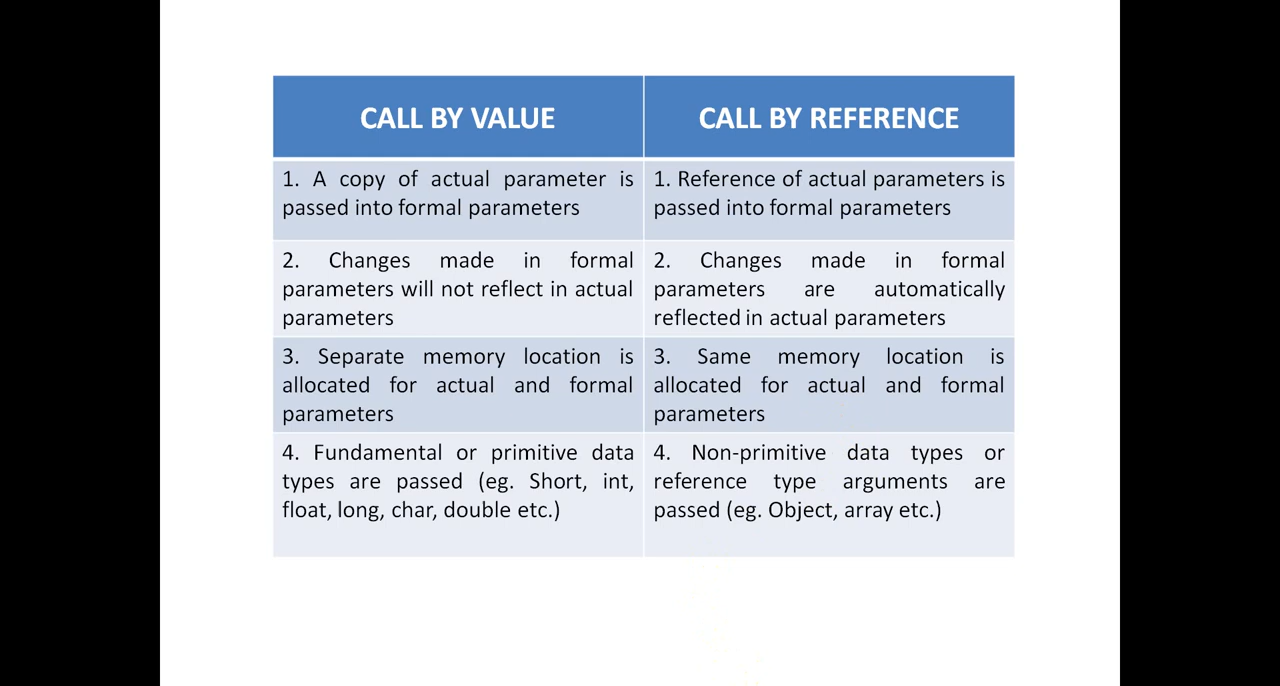 CALL BY VALUE
CALL BY REFERENCE
1. A copy of actual parameter is
passed into formal parameters
1. Reference of actual parameters is
passed into formal parameters
2. Changes made in formal
parameters will not reflect in actual
parameters
2. Changes made in formal
parameters are automatically
reflected in actual parameters
3. Separate memory location is
allocated for actual and formal
parameters
3. Same memory location is
allocated for actual and formal
parameters
4. Fundamental or primitive data
types are passed (eg. Short, int,
float, long, char, double etc.)
4. Non-primitive data types or
reference type arguments are
passed (eg. Object, array etc.)